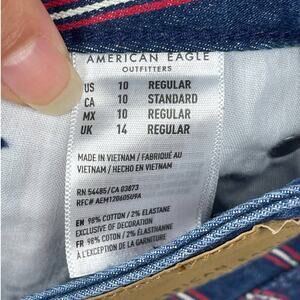 AMERICAN EAGLE
OUTFITTERS
US 10 REGULAR
CA 10 STANDARD
MX 10 REGULAR
UK 14 REGULAR
MADE IN VIETNAM / FABRIQUÉ AU
VIETNAM / HECHO EN VIETNAM
RN 54485/CA 03873
REC# AEM12060509A
EN 98% COTTON / 2% ELASTANE
EXCLUSIVE OF DECORATION
FR 98% COTON / 2% ÉLASTHANNE
À L'EXCEPTION DE LA GARNITURE